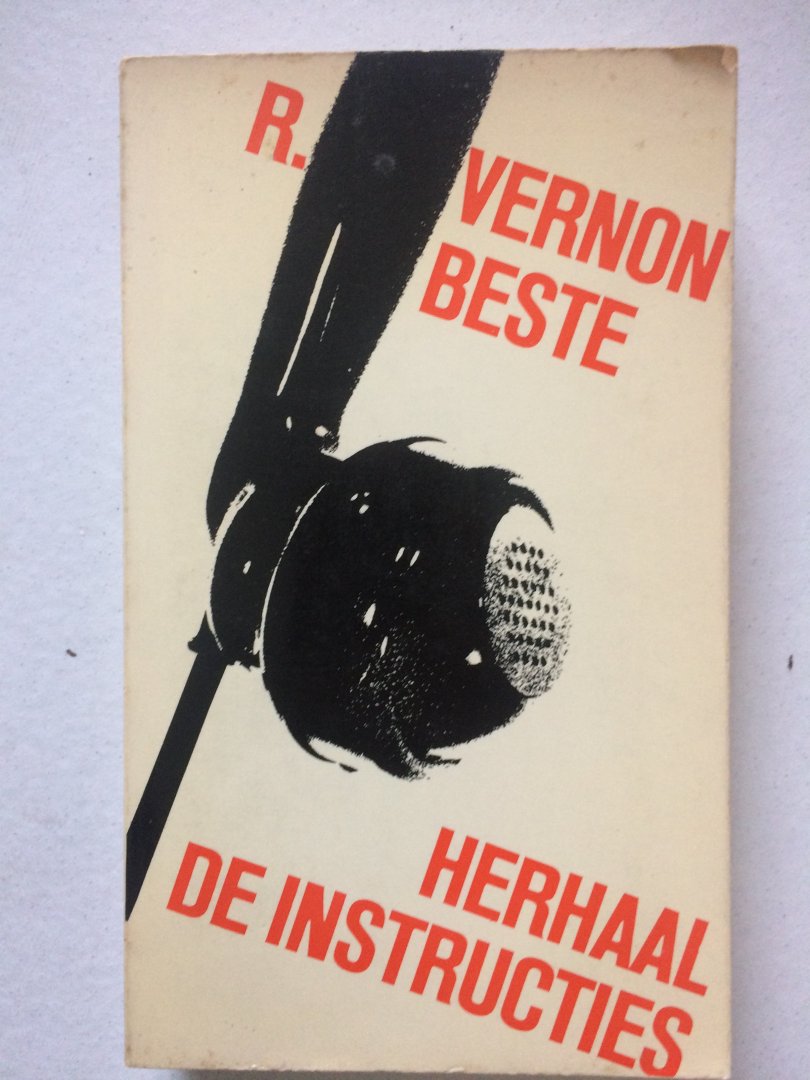 R. VERNON
BESTE
HERHAAL
DE INSTRUCTIES